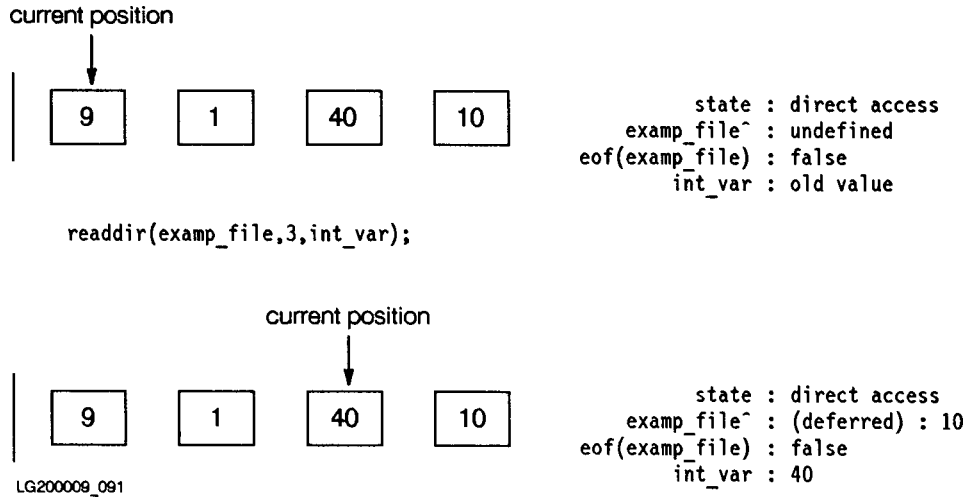 current position
9 1 40 10
state : direct access
examp_file^ : undefined
eof(examp_file) : false
int_var : old value
readdir(examp_file,3,int_var);
current position
9 1 40 10
state : direct access
examp_file^ : (deferred) : 10
eof(examp_file) : false
int_var : 40
LG200009_091